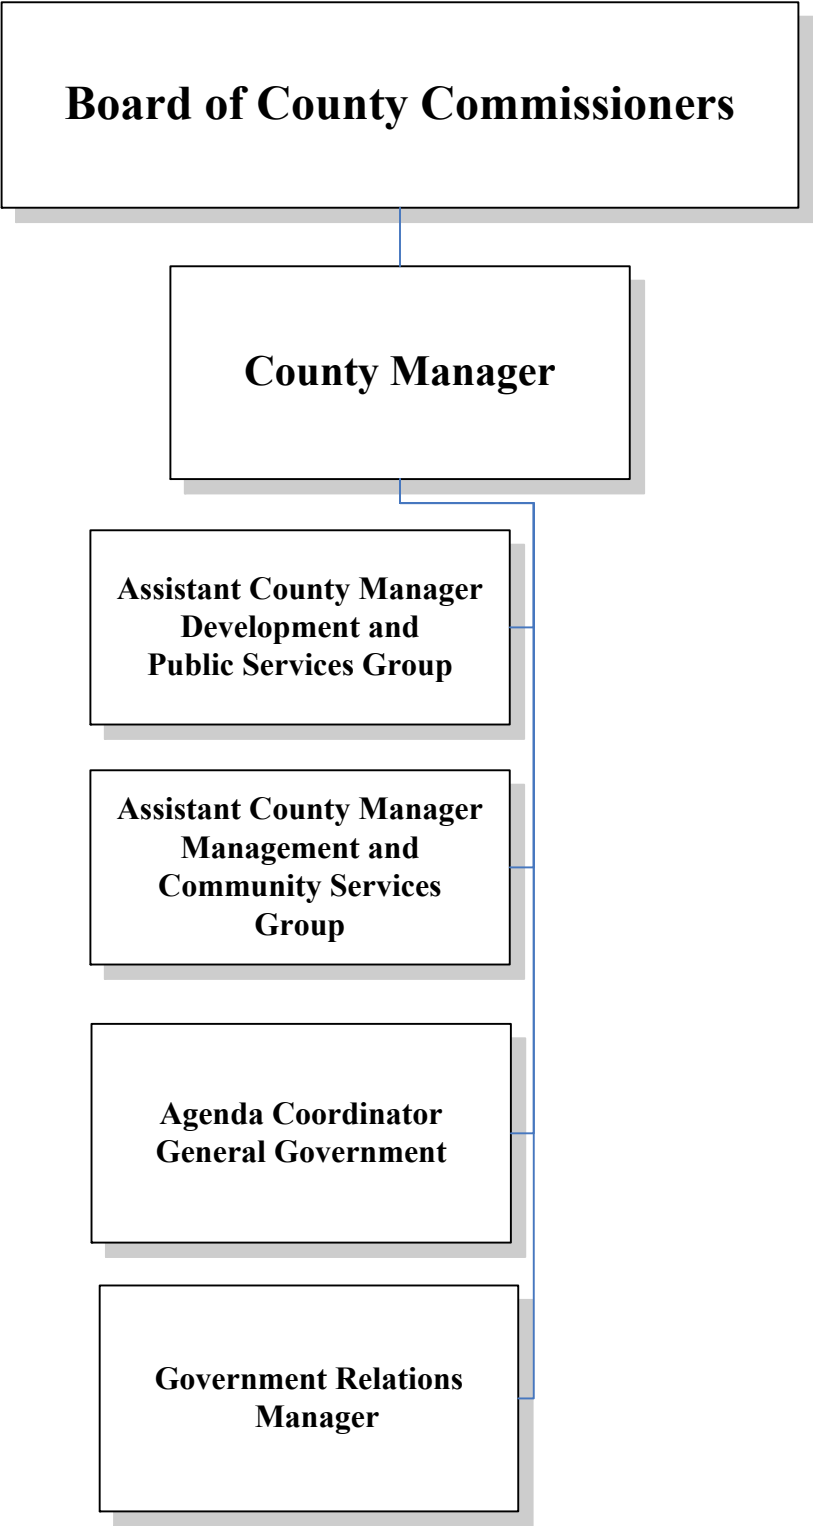 Board of County Commissioners
County Manager
Assistant County Manager
Development and
Public Services Group
Assistant County Manager
Management and
Community Services
Group
Agenda Coordinator
General Government
Government Relations
Manager